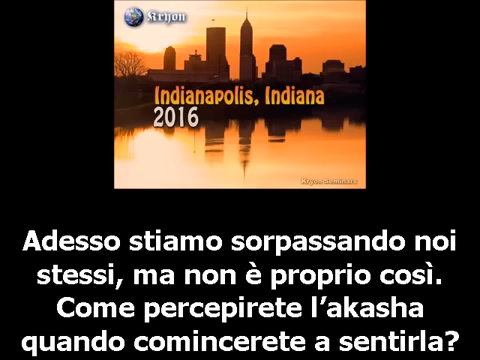 Kryon
Indianapolis, Indiana
2016
Kryon Seminars
Adesso stiamo sorpassando noi
stessi, ma non è proprio così.
Come percepirete l’akasha
quando comincerete a sentirla?